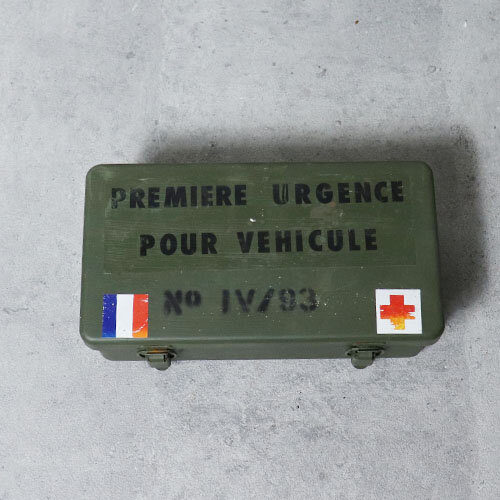 PREMIERE URGENCE
POUR VEHICULE
Nº IV/93